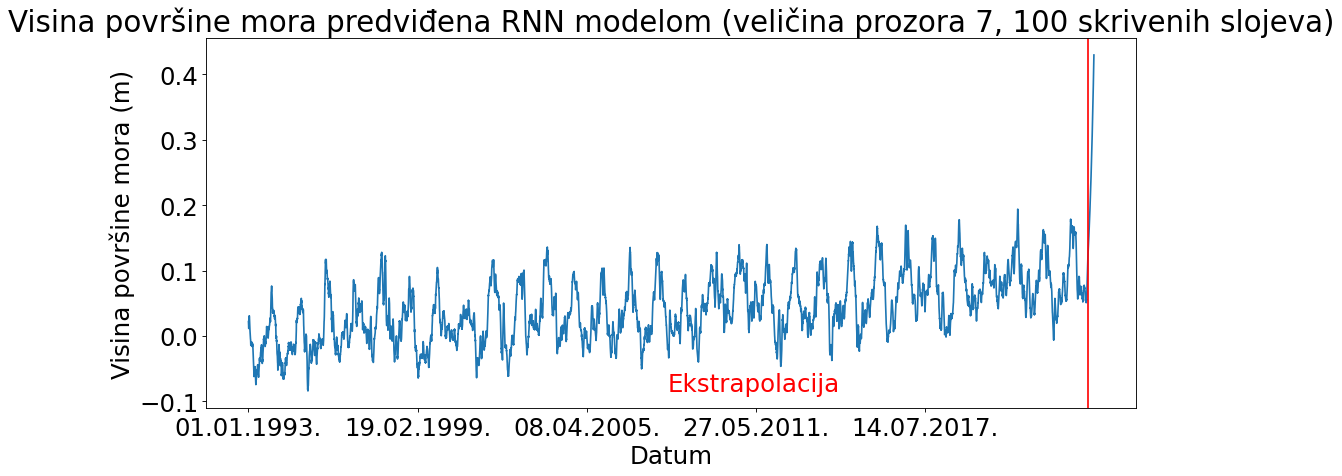 Visina površine mora predviđena RNN modelom (veličina prozora 7, 100 skrivenih slojeva)
Visina površine mora (m)
0.4
0.3
0.2
0.1
0.0
−0.1
Ekstrapolacija
01.01.1993. 19.02.1999. 08.04.2005. 27.05.2011. 14.07.2017.
Datum